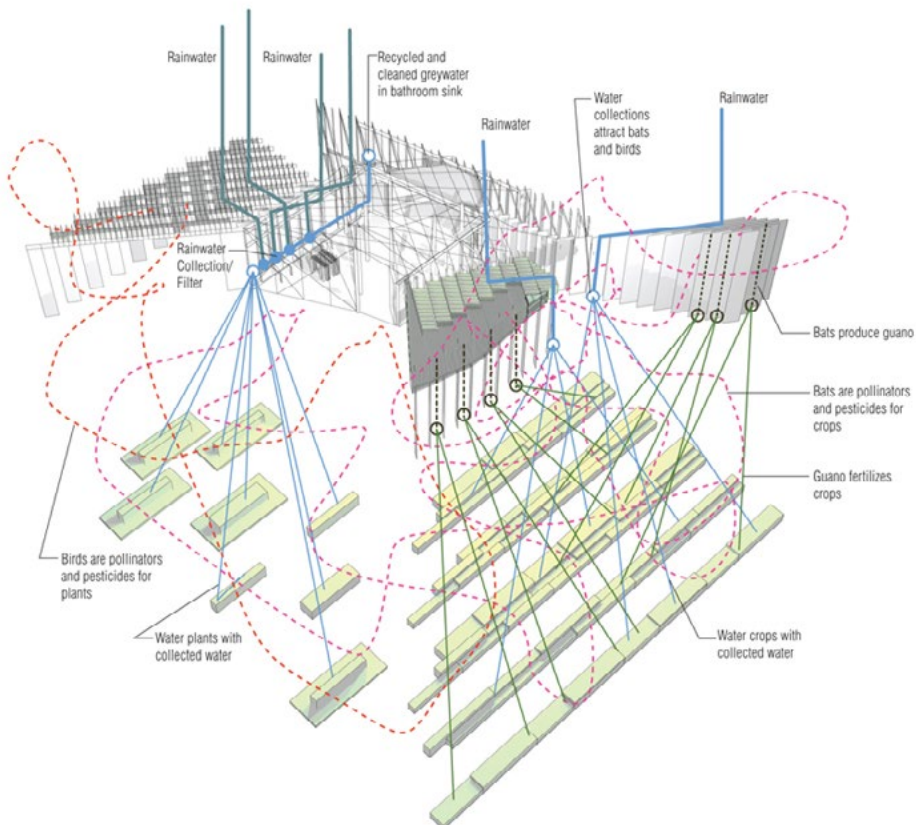 Rainwater
Rainwater
Recycled and
cleaned greywater
in bathroom sink
Rainwater
Water
collections
attract bats
and birds
Rainwater
Rainwater
Collection/
Filter
Bats produce guano
Bats are pollinators
and pesticides for
crops
Guano fertilizes
crops
Birds are pollinators
and pesticides for
plants
Water plants with
collected water
Water crops with
collected water